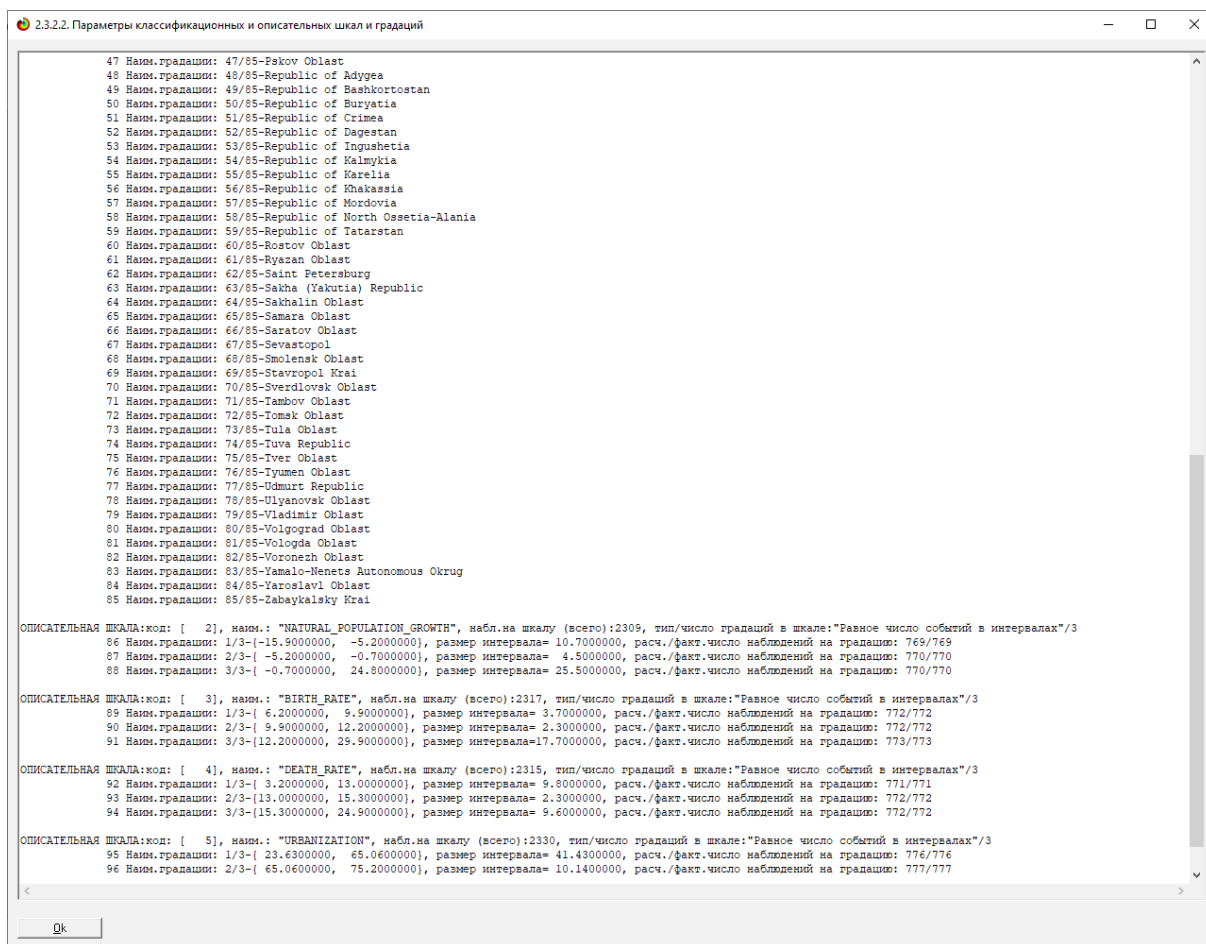 2.3.2.2. Параметры классификационных и описательных шкал и градаций
47 Наим.градации: 47/85-Pskov Oblast
48 Наим.градации: 48/85-Republic of Adygea
49 Наим.градации: 49/85-Republic of Bashkortostan
50 Наим.градации: 50/85-Republic of Buryatia
51 Наим.градации: 51/85-Republic of Crimea
52 Наим.градации: 52/85-Republic of Dagestan
53 Наим.градации: 53/85-Republic of Ingushetia
54 Наим.градации: 54/85-Republic of Kalmykia
55 Наим.градации: 55/85-Republic of Karelia
56 Наим.градации: 56/85-Republic of Khakassia
57 Наим.градации: 57/85-Republic of Mordovia
58 Наим.градации: 58/85-Republic of North Ossetia-Alania
59 Наим.градации: 59/85-Republic of Tatarstan
60 Наим.градации: 60/85-Rostov Oblast
61 Наим.градации: 61/85-Ryazan Oblast
62 Наим.градации: 62/85-Saint Petersburg
63 Наим.градации: 63/85-Sakha (Yakutia) Republic
64 Наим.градации: 64/85-Sakhalin Oblast
65 Наим.градации: 65/85-Samara Oblast
66 Наим.градации: 66/85-Saratov Oblast
67 Наим.градации: 67/85-Sevastopol
68 Наим.градации: 68/85-Smolensk Oblast
69 Наим.градации: 69/85-Stavropol Krai
70 Наим.градации: 70/85-Sverdlovsk Oblast
71 Наим.градации: 71/85-Tambov Oblast
72 Наим.градации: 72/85-Tomsk Oblast
73 Наим.градации: 73/85-Tula Oblast
74 Наим.градации: 74/85-Tuva Republic
75 Наим.градации: 75/85-Tver Oblast
76 Наим.градации: 76/85-Tyumen Oblast
77 Наим.градации: 77/85-Udmurt Republic
78 Наим.градации: 78/85-Ulyanovsk Oblast
79 Наим.градации: 79/85-Vladimir Oblast
80 Наим.градации: 80/85-Volgograd Oblast
81 Наим.градации: 81/85-Vologda Oblast
82 Наим.градации: 82/85-Voronezh Oblast
83 Наим.градации: 83/85-Yamalo-Nenets Autonomous Okrug
84 Наим.градации: 84/85-Yaroslavl Oblast
85 Наим.градации: 85/85-Zabaykalsky Krai
ОПИСАТЕЛЬНАЯ ШКАЛА:код: [ 2], наим.: "NATURAL_POPULATION_GROWTH", набл.на шкалу (всего):2309, тип/число градаций в шкале:"Равное число событий в интервалах"/3
86 Наим.градации: 1/3-{-15.9000000, -5.2000000}, размер интервала= 10.7000000, расч./факт.число наблюдений на градацию: 769/769
87 Наим.градации: 2/3-{ -5.2000000, -0.7000000}, размер интервала= 4.5000000, расч./факт.число наблюдений на градацию: 770/770
88 Наим.градации: 3/3-{ -0.7000000, 24.8000000}, размер интервала= 25.5000000, расч./факт.число наблюдений на градацию: 770/770
ОПИСАТЕЛЬНАЯ ШКАЛА:код: [ 3], наим.: "BIRTH_RATE", набл.на шкалу (всего):2317, тип/число градаций в шкале:"Равное число событий в интервалах"/3
89 Наим.градации: 1/3-{ 6.2000000, 9.9000000}, размер интервала= 3.7000000, расч./факт.число наблюдений на градацию: 772/772
90 Наим.градации: 2/3-{ 9.9000000, 12.2000000}, размер интервала= 2.3000000, расч./факт.число наблюдений на градацию: 772/772
91 Наим.градации: 3/3-{12.2000000, 29.9000000}, размер интервала=17.7000000, расч./факт.число наблюдений на градацию: 773/773
ОПИСАТЕЛЬНАЯ ШКАЛА:код: [ 4], наим.: "DEATH_RATE", набл.на шкалу (всего):2315, тип/число градаций в шкале:"Равное число событий в интервалах"/3
92 Наим.градации: 1/3-{ 3.2000000, 13.0000000}, размер интервала= 9.8000000, расч./факт.число наблюдений на градацию: 771/771
93 Наим.градации: 2/3-{13.0000000, 15.3000000}, размер интервала= 2.3000000, расч./факт.число наблюдений на градацию: 772/772
94 Наим.градации: 3/3-{15.3000000, 24.9000000}, размер интервала= 9.6000000, расч./факт.число наблюдений на градацию: 772/772
ОПИСАТЕЛЬНАЯ ШКАЛА:код: [ 5], наим.: "URBANIZATION", набл.на шкалу (всего):2330, тип/число градаций в шкале:"Равное число событий в интервалах"/3
95 Наим.градации: 1/3-{ 23.6300000, 65.0600000}, размер интервала= 41.4300000, расч./факт.число наблюдений на градацию: 776/776
96 Наим.градации: 2/3-{ 65.0600000, 75.2000000}, размер интервала= 10.1400000, расч./факт.число наблюдений на градацию: 777/777
Ok